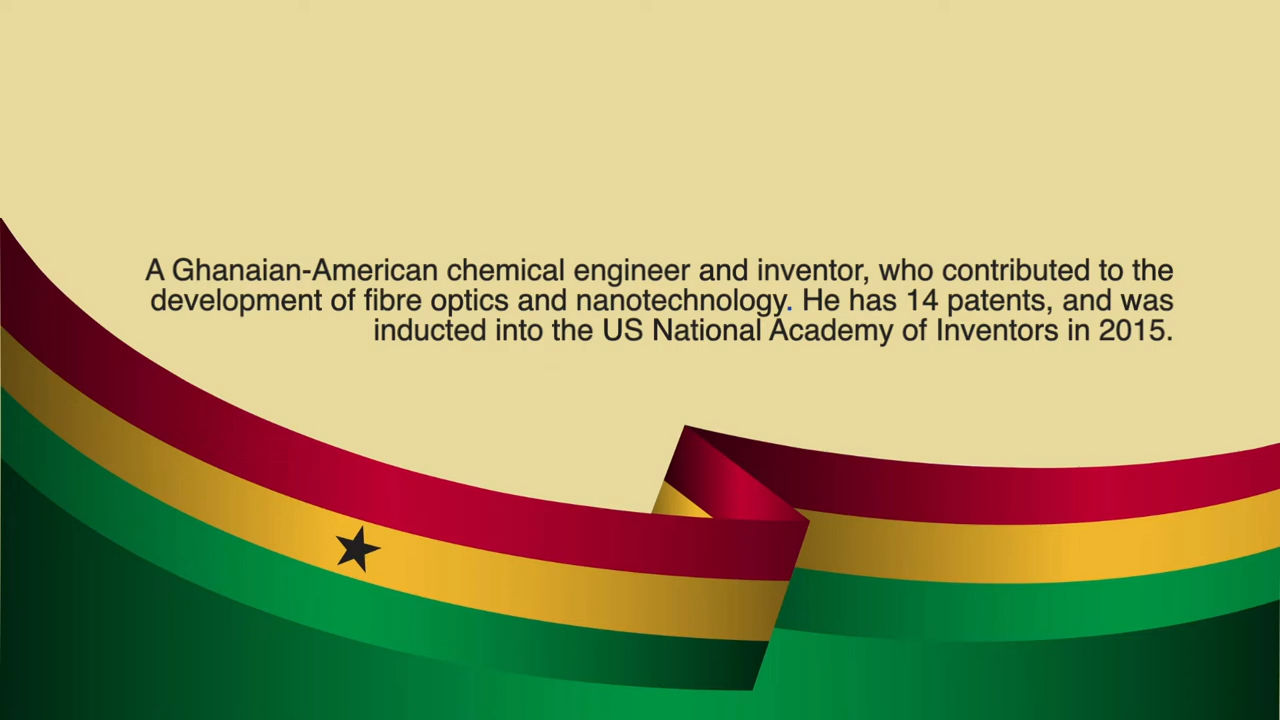 A Ghanaian-American chemical engineer and inventor, who contributed to the
development of fibre optics and nanotechnology. He has 14 patents, and was
inducted into the US National Academy of Inventors in 2015.